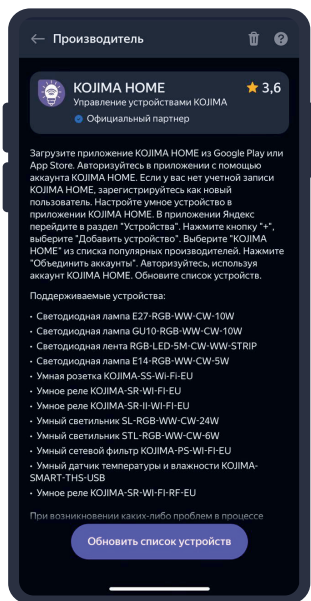 Производитель
KOJIMA HOME
3,6
Управление устройствами KOJIMA
Официальный партнер
Загрузите приложение KOJIMA HOME из Google Play или
App Store. Авторизуйтесь в приложении с помощью
аккаунта KOJIMA HOME. Если у вас нет учетной записи
KOJIMA HOME, зарегистрируйтесь как новый
пользователь. Настройте умное устройство в
приложении KOJIMA HOME. В приложении Яндекс
перейдите в раздел "Устройства". Нажмите кнопку "+",
выберите "Добавить устройство". Выберите "KOJIMA
HOME" из списка популярных производителей. Нажмите
"Объединить аккаунты". Авторизуйтесь, используя
аккаунт KOJIMA HOME. Обновите список устройств.
Поддерживаемые устройства:
• Светодиодная лампа E27-RGB-WW-CW-10W
• Светодиодная лампа GU10-RGB-WW-CW-10W
• Светодиодная лента RGB-LED-5M-CW-WW-STRIP
• Светодиодная лампа E14-RGB-WW-CW-5W
• Умная розетка KOJIMA-SS-Wi-Fi-EU
• Умное реле KOJIMA-SR-WI-FI-EU
• Умное реле KOJIMA-SR-II-WI-FI-EU
• Умный светильник SL-RGB-WW-CW-24W
• Умный светильник STL-RGB-WW-CW-6W
• Умный сетевой фильтр KOJIMA-PS-WI-FI-EU
• Умный датчик температуры и влажности KOJIMA-
SMART-THS-USB
• Умное реле KOJIMA-SR-WI-FI-RF-EU
При возникновении каких-либо проблем в процессе
Обновить список устройств